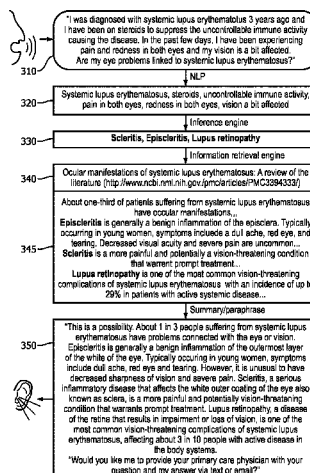 "I was diagnosed with systemic lupus erythematotus 3 years ago and
I have been on steroids to suppress the uncontrollable immune activity
causing the disease. In the past few days, I have been experiencing
pain and redness in both eyes and my vision is a bit affected.
Are my eye problems linked to systemic lupus erythematosus?"
310
NLP
320
Systemic lupus erythematosus, steroids, uncontrollable immune activity,
pain in both eyes, redness in both eyes, vision a bit affected
Inference engine
330
Scleritis, Episcleritis, Lupus retinopathy
Information retrieval engine
340
Ocular manifestations of systemic lupus erythematosus: A review of the
literature (http://www.ncbi.nml.nih.gov/pmc/articles/PMC3394333/)
345
About one-third of patients suffering from systemic lupus erythematosus
have occular manifestations,..
Episcleritis is generally a benign inflammation of the episclera. Typically
occurring in young women, symptoms incluede a dull ache, red eye, and
tearing. Decreased visual acuity and severe pain are uncommon...
Scleritis is a more painful and potentially a vision-threatening condition
that warrent prompt treatment...
Lupus retinopathy is one of the most common vision-threatening
complications of systemic lupus erythematosus with an incidence of up to
29% in patients with active systemic disease...
Summary/paraphrase
350
"This is a possibility. About 1 in 3 people suffering from systemic lupus
erythematous have problems connected with the eye or vision.
Episcleritis is generally a benign inflammation of the outermost layer
of the white of the eye. Typically occurring in young women, symptoms
include dull ache, red eye and tearing. However, it is unusual to have
decreased sharpness of vision and severe pain. Scleritis, a serious
inflammatory disease that affects the white outer coating of the eye also
known as sclera, is a more painful and potentially vision-threatening
condition that warrants prompt treatment. Lupus retinopathy, a disease
of the retina that results in impairment or loss of vision, is one of the
most common vision-threatening complications of systemic lupus
erythematosus, affecting about 3 in 10 people with active disease in
the body systems.
"Would you like me to provide your primary care physician with your
question and my answer via text or email?"